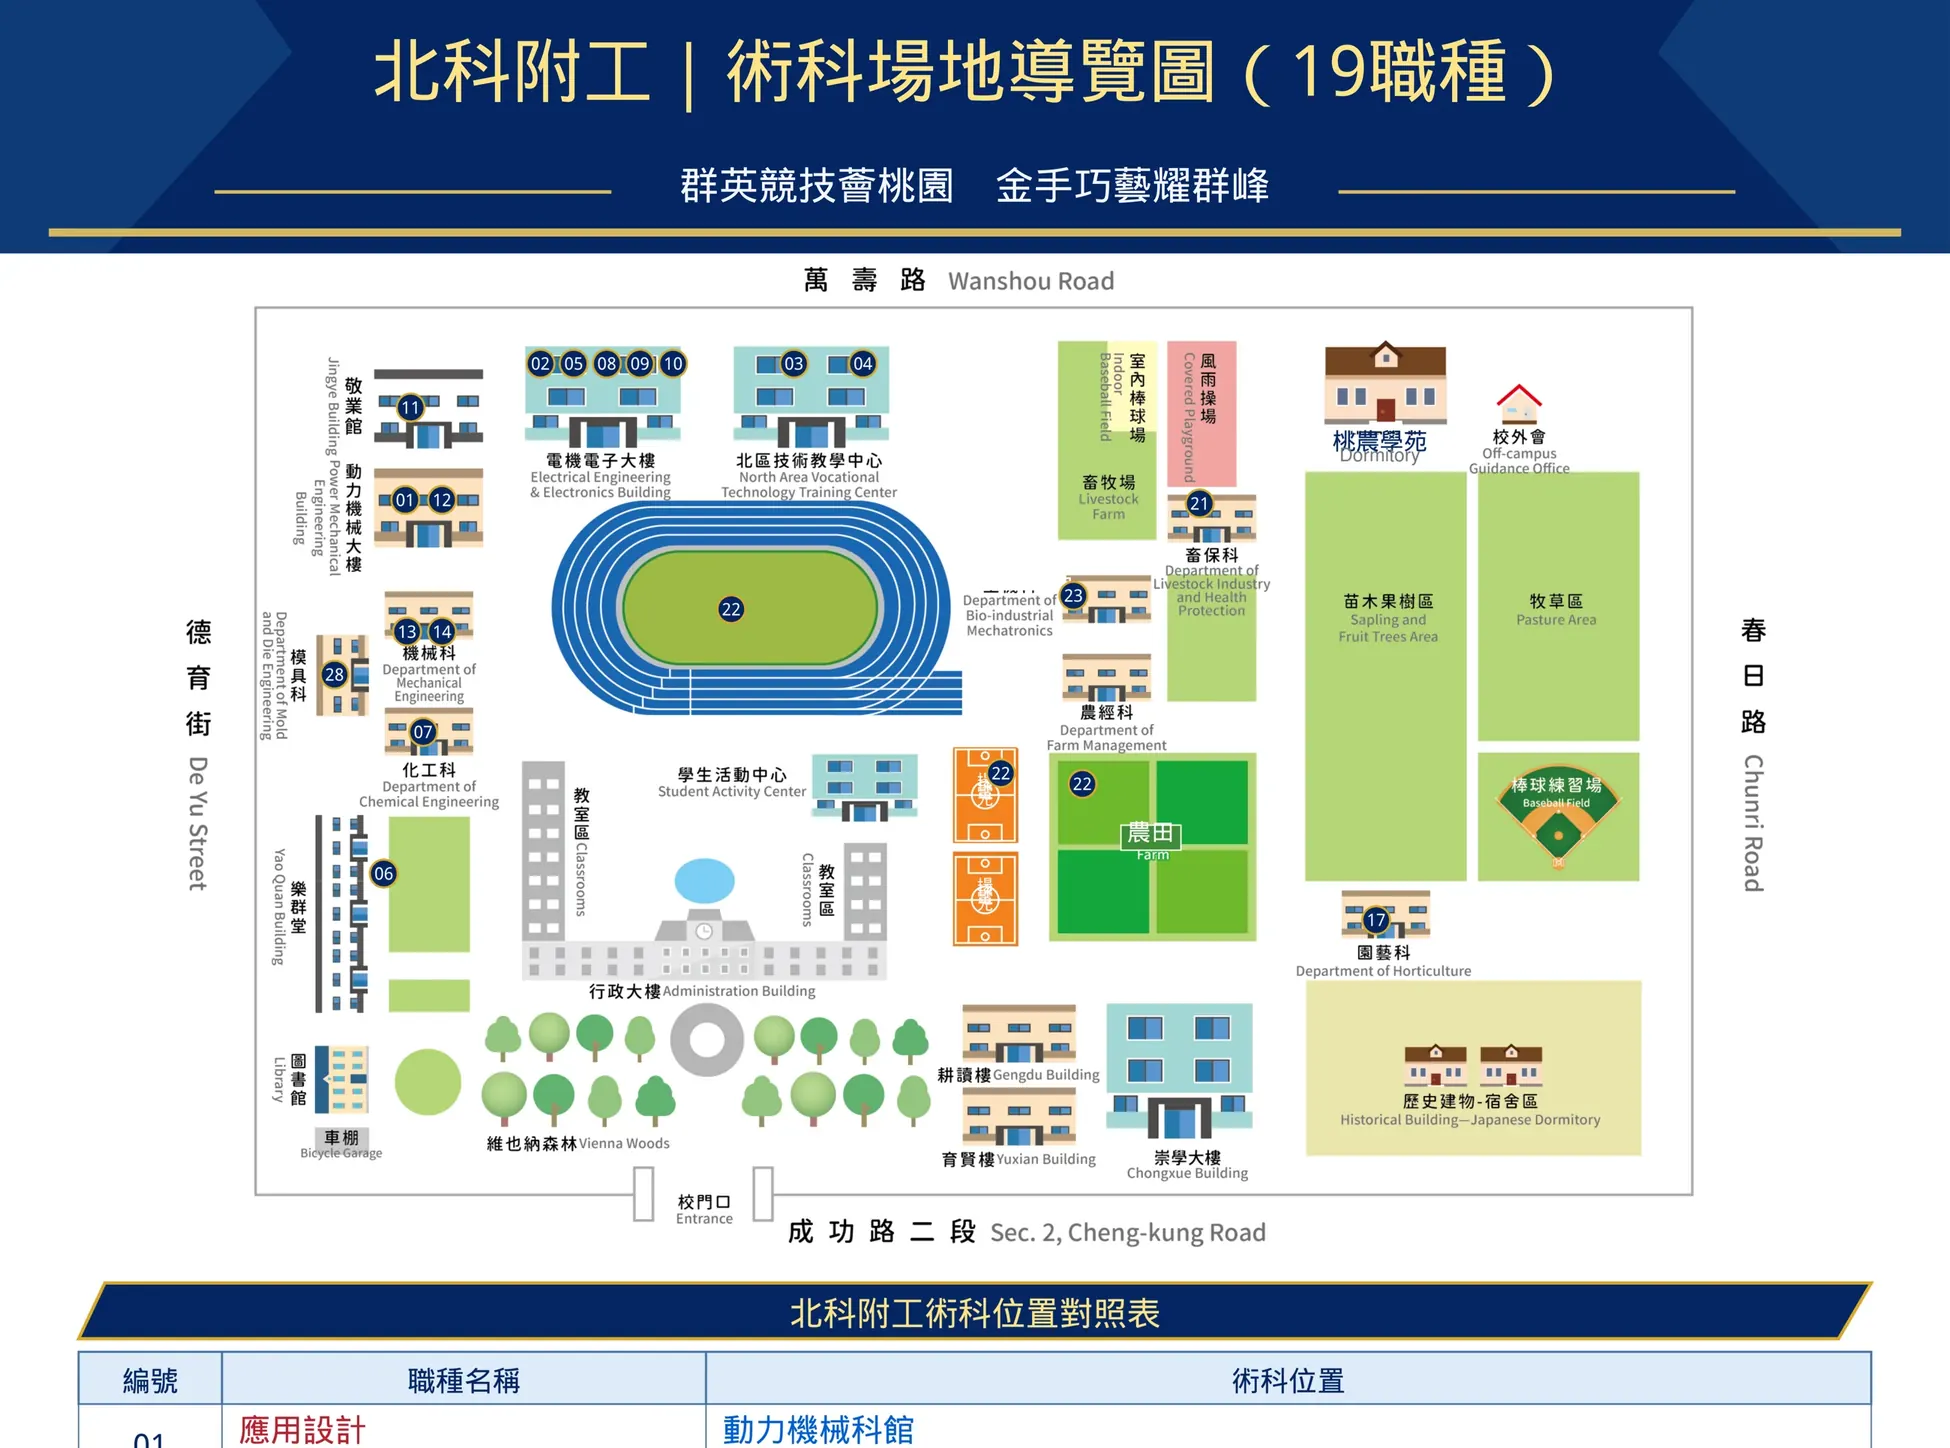 北科附工｜術科場地導覽圖（19職種）
群英競技薈桃園　金手巧藝耀群峰
萬壽路 Wanshou Road
德育街 De Yu Street
春日路 Chunri Road
敬業館
Jingye Building
11
02 05 08 09 10
電機電子大樓
Electrical Engineering
& Electronics Building
03 04
北區技術教學中心
North Area Vocational
Technology Training Center
室內棒球場
Indoor
Baseball Field
畜牧場
Livestock
Farm
風雨操場
Covered Playground
桃農學苑
Dormitory
校外會
Off-campus
Guidance Office
動力機械大樓
Power Mechanical
Engineering
Building
01 12
21
畜保科
Department of
Livestock Industry
and Health
Protection
22
23
Department of
Bio-industrial
Mechatronics
苗木果樹區
Sapling and
Fruit Trees Area
牧草區
Pasture Area
13 14
機械科
Department of
Mechanical
Engineering
模具科
Department of Mold
and Die Engineering
28
農經科
Department of
Farm Management
07
化工科
Department of
Chemical Engineering
教室區 Classrooms
學生活動中心
Student Activity Center
22
22
農田
Farm
棒球練習場
Baseball Field
樂群堂
Yao Quan Building
06
教室區
Classrooms
17
園藝科
Department of Horticulture
行政大樓 Administration Building
圖書館
Library
車棚
Bicycle Garage
維也納森林 Vienna Woods
耕讀樓 Gengdu Building
育賢樓 Yuxian Building
崇學大樓
Chongxue Building
歷史建物-宿舍區
Historical Building—Japanese Dormitory
校門口
Entrance
成功路二段 Sec. 2, Cheng-kung Road
北科附工術科位置對照表
編號 職種名稱 術科位置
01 應用設計 動力機械科館